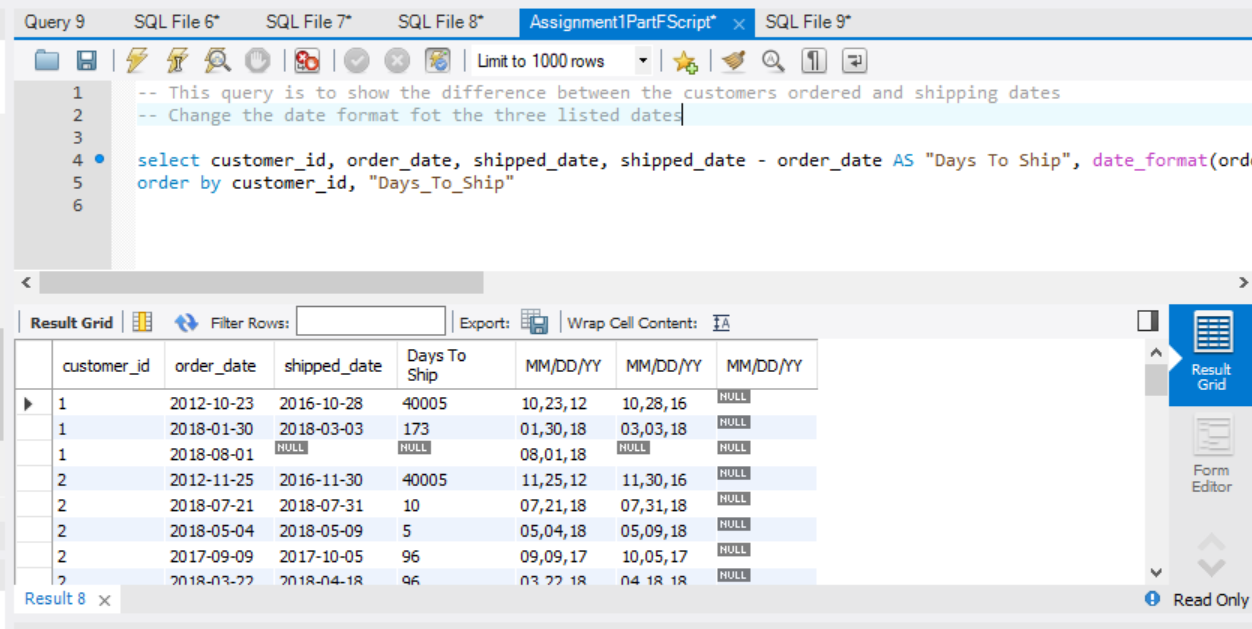 Query 9 SQL File 6* SQL File 7* SQL File 8* Assignment1PartFScript* × SQL File 9*
Limit to 1000 rows
1 -- This query is to show the difference between the customers ordered and shipping dates
2 -- Change the date format fot the three listed dates
3
4 select customer_id, order_date, shipped_date, shipped_date - order_date AS "Days To Ship", date_format(orde
5 order by customer_id, "Days_To_Ship"
6
Result Grid Filter Rows: Export: Wrap Cell Content: IA
customer_id order_date shipped_date Days To Ship MM/DD/YY MM/DD/YY MM/DD/YY
1 2012-10-23 2016-10-28 40005 10,23,12 10,28,16 NULL
1 2018-01-30 2018-03-03 173 01,30,18 03,03,18 NULL
1 2018-08-01 NULL NULL 08,01,18 NULL NULL
2 2012-11-25 2016-11-30 40005 11,25,12 11,30,16 NULL
2 2018-07-21 2018-07-31 10 07,21,18 07,31,18 NULL
2 2018-05-04 2018-05-09 5 05,04,18 05,09,18 NULL
2 2017-09-09 2017-10-05 96 09,09,17 10,05,17 NULL
2 2018-03-22 2018-04-18 96 03,22,18 04,18,18 NULL
Result Grid
Form Editor
Result 8 × Read Only